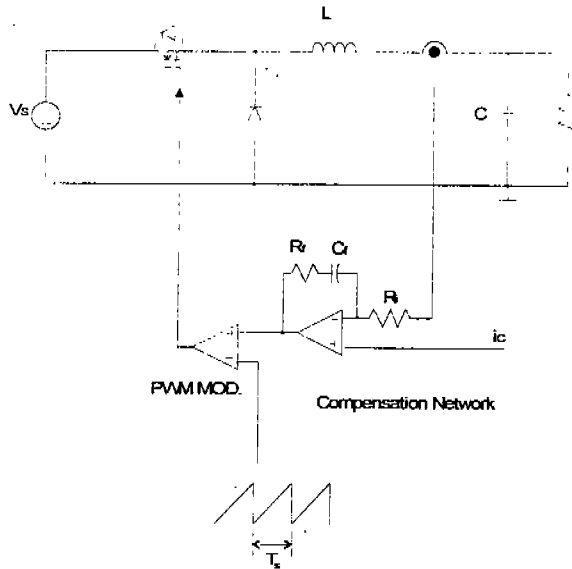 L
Vs
C
Rf
Cf
Ri
ic
PWM MOD.
Compensation Network
Ts